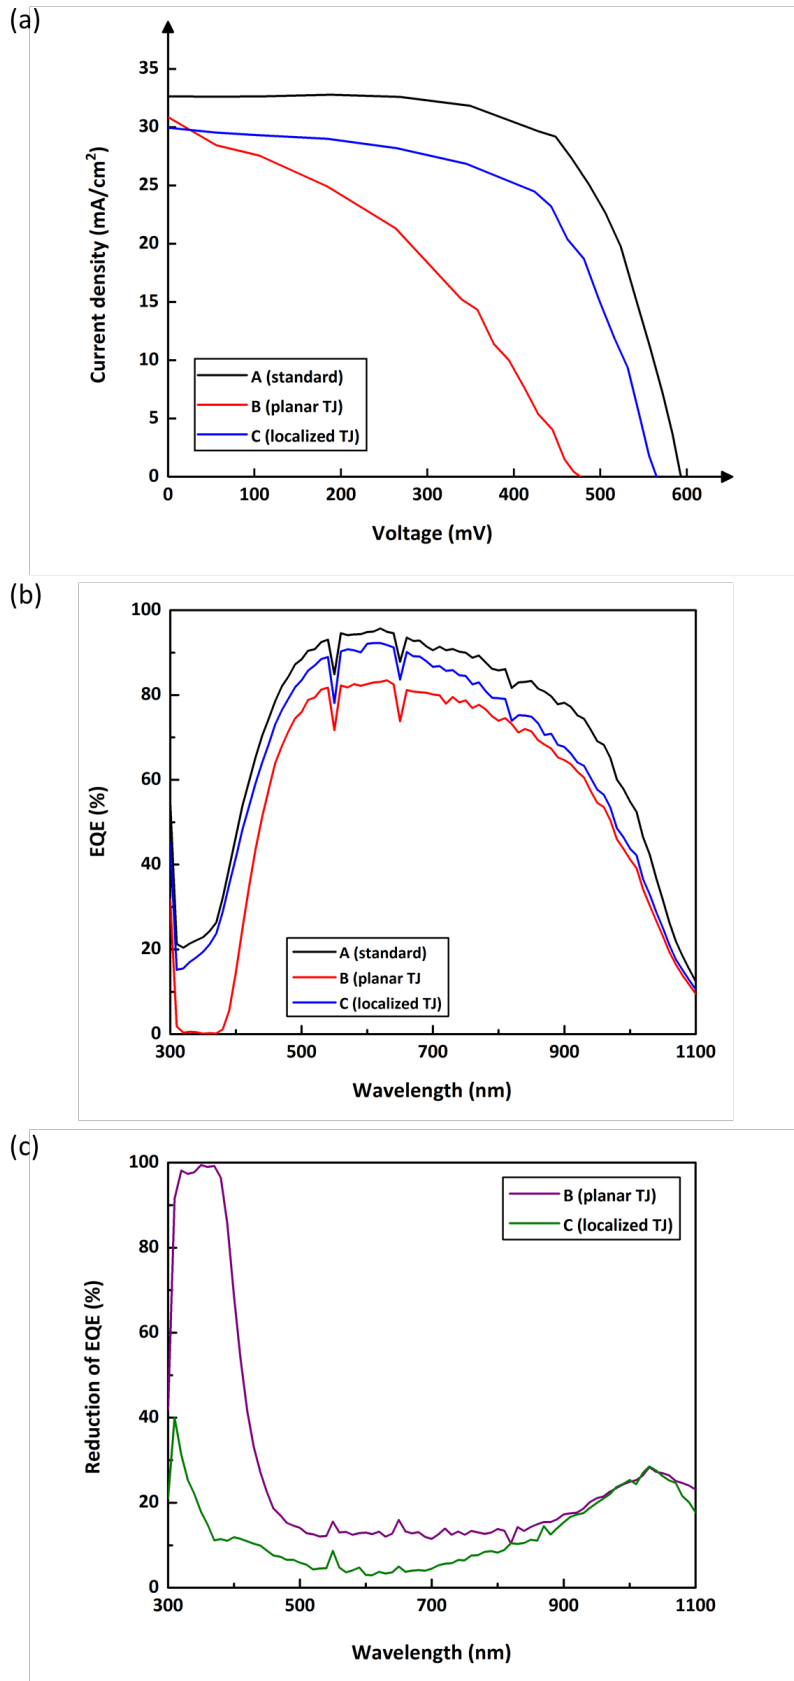 (a)
35
30
25
20
15
10
5
0
Current density (mA/cm²)
A (standard)
B (planar TJ)
C (localized TJ)
0 100 200 300 400 500 600
Voltage (mV)
(b)
100
80
60
40
20
0
EQE (%)
A (standard)
B (planar TJ
C (localized TJ)
300 500 700 900 1100
Wavelength (nm)
(c)
100
80
60
40
20
0
Reduction of EQE (%)
B (planar TJ)
C (localized TJ)
300 500 700 900 1100
Wavelength (nm)